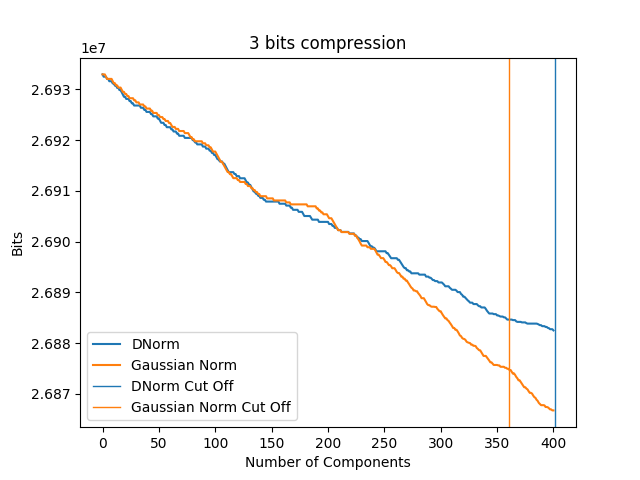 3 bits compression
1e7
2.693
2.692
2.691
2.690
2.689
2.688
2.687
Bits
DNorm
Gaussian Norm
DNorm Cut Off
Gaussian Norm Cut Off
0 50 100 150 200 250 300 350 400
Number of Components